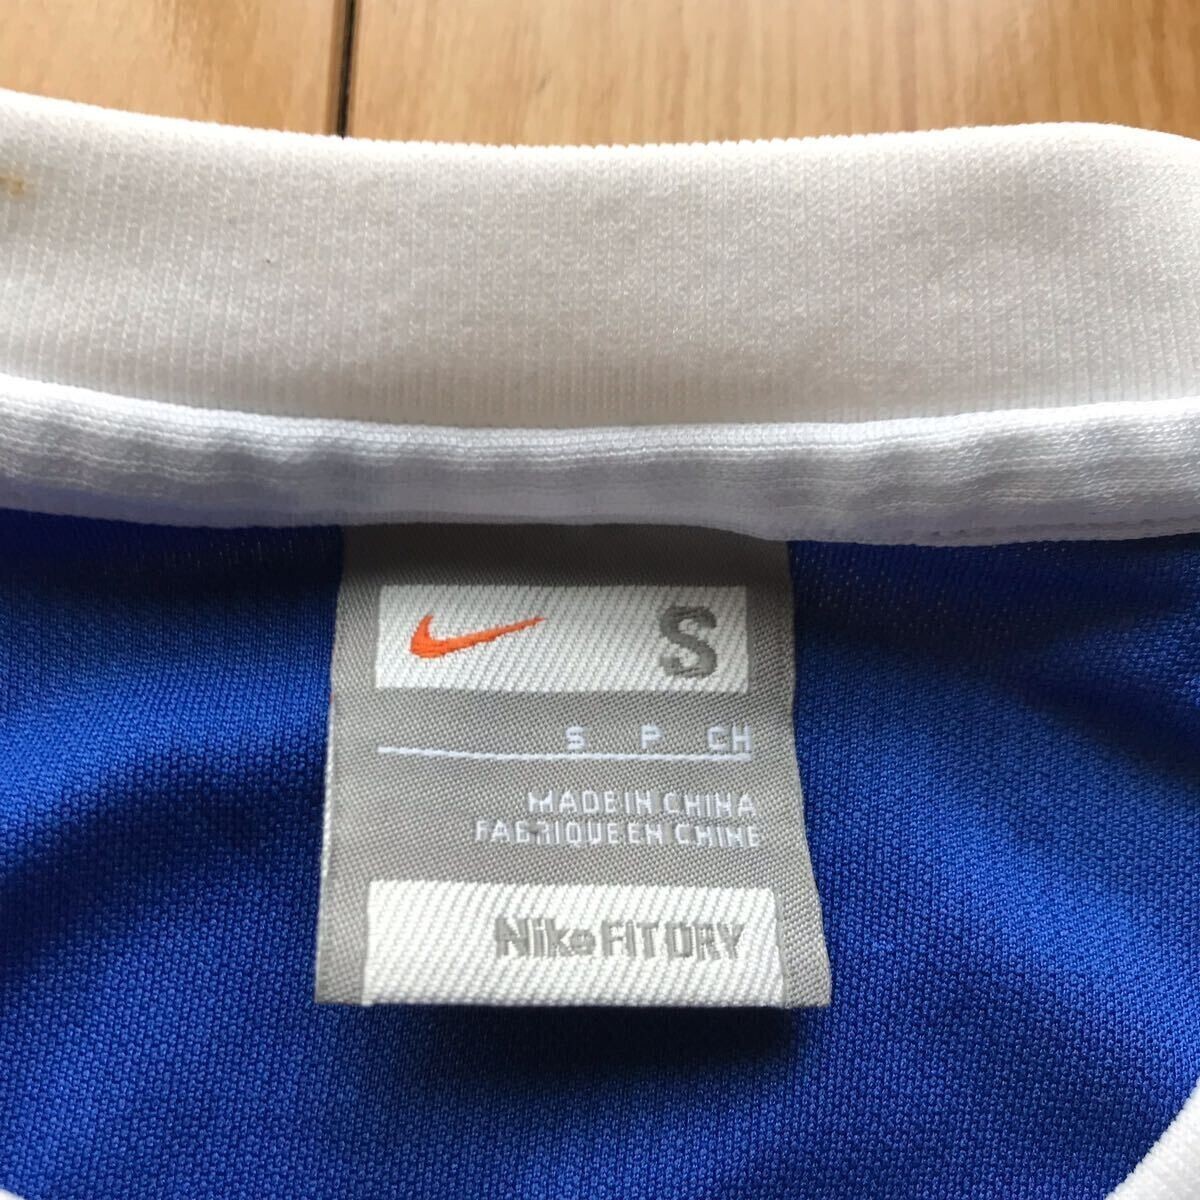 S
S P CH
MADE IN CHINA
FABRIQUE EN CHINE
Nike FIT DRY